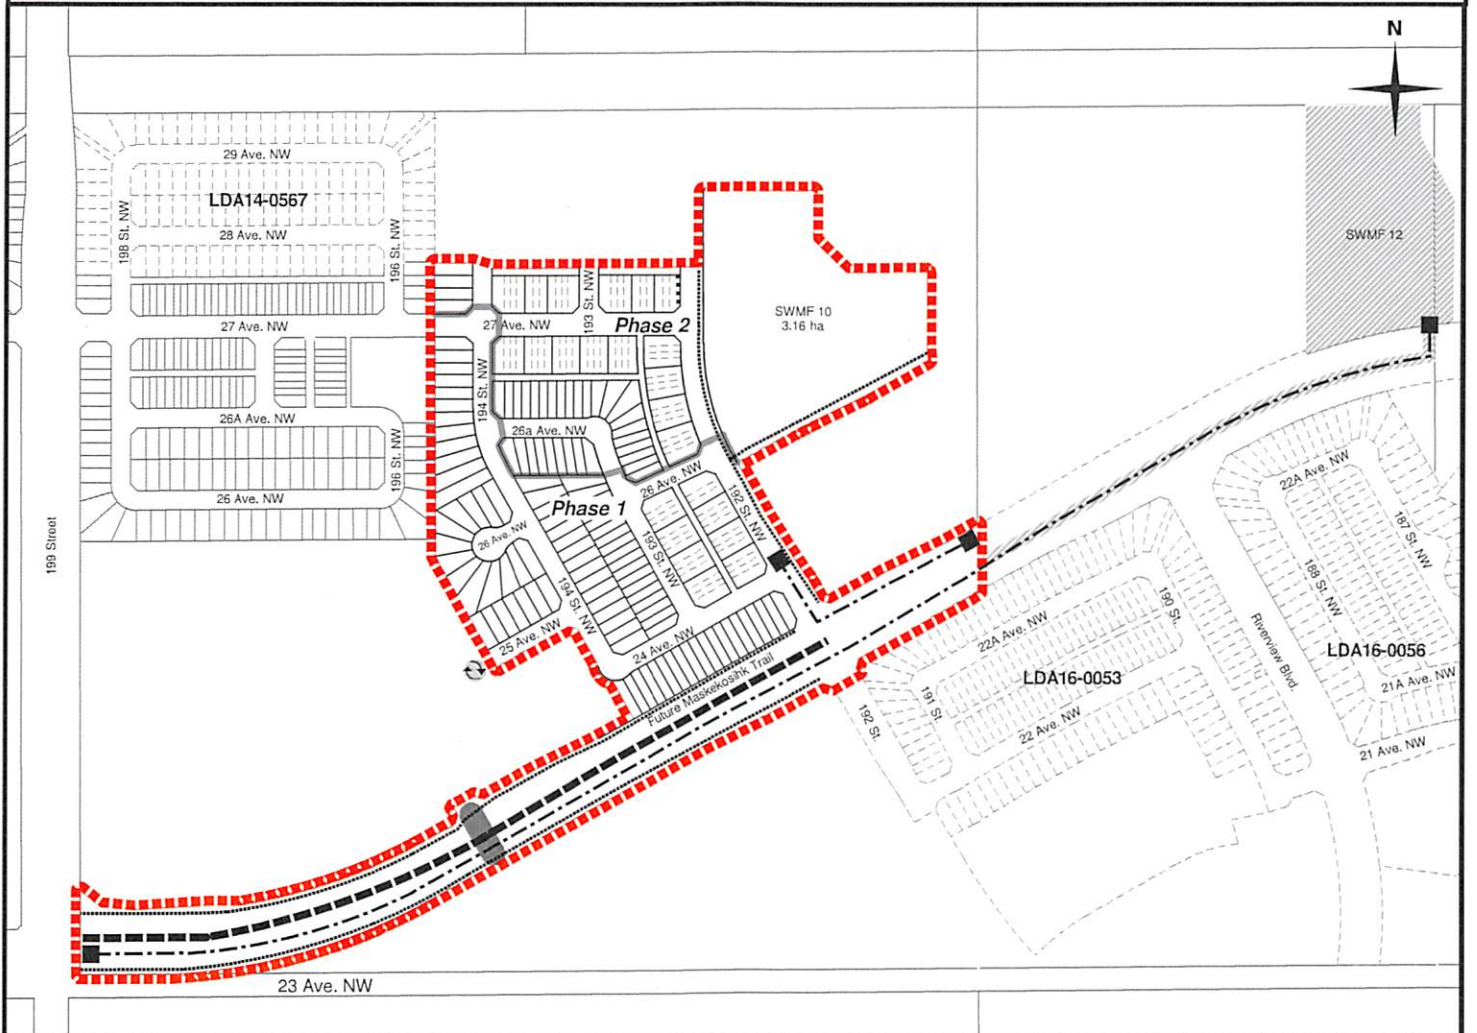 N
29 Ave. NW
LDA14-0567
198 St. NW
28 Ave. NW
196 St. NW
SWMF 12
27 Ave. NW
193 St. NW
27 Ave. NW
Phase 2
SWMF 10
3.16 ha
194 St. NW
26A Ave. NW
26a Ave. NW
196 St. NW
26 Ave. NW
26 Ave. NW
192 St. NW
Phase 1
22A Ave. NW
199 Street
26 Ave. NW
193 St. NW
187 St. NW
188 St. NW
194 St. NW
190 St.
25 Ave. NW
24 Ave. NW
22A Ave. NW
Riverview Blvd.
LDA16-0056
LDA16-0053
Future Maskekosihk Trail
21A Ave. NW
191 St.
192 St.
22 Ave. NW
21 Ave. NW
23 Ave. NW